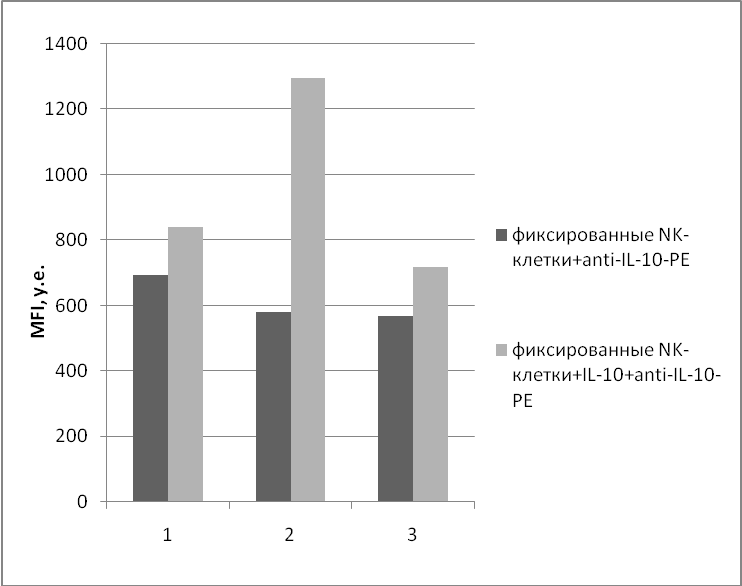 1400
1200
1000
800
600
400
200
0
MFI, у.е.
1 2 3
фиксированные NK-
клетки+anti-IL-10-PE
фиксированные NK-
клетки+IL-10+anti-IL-10-
PE